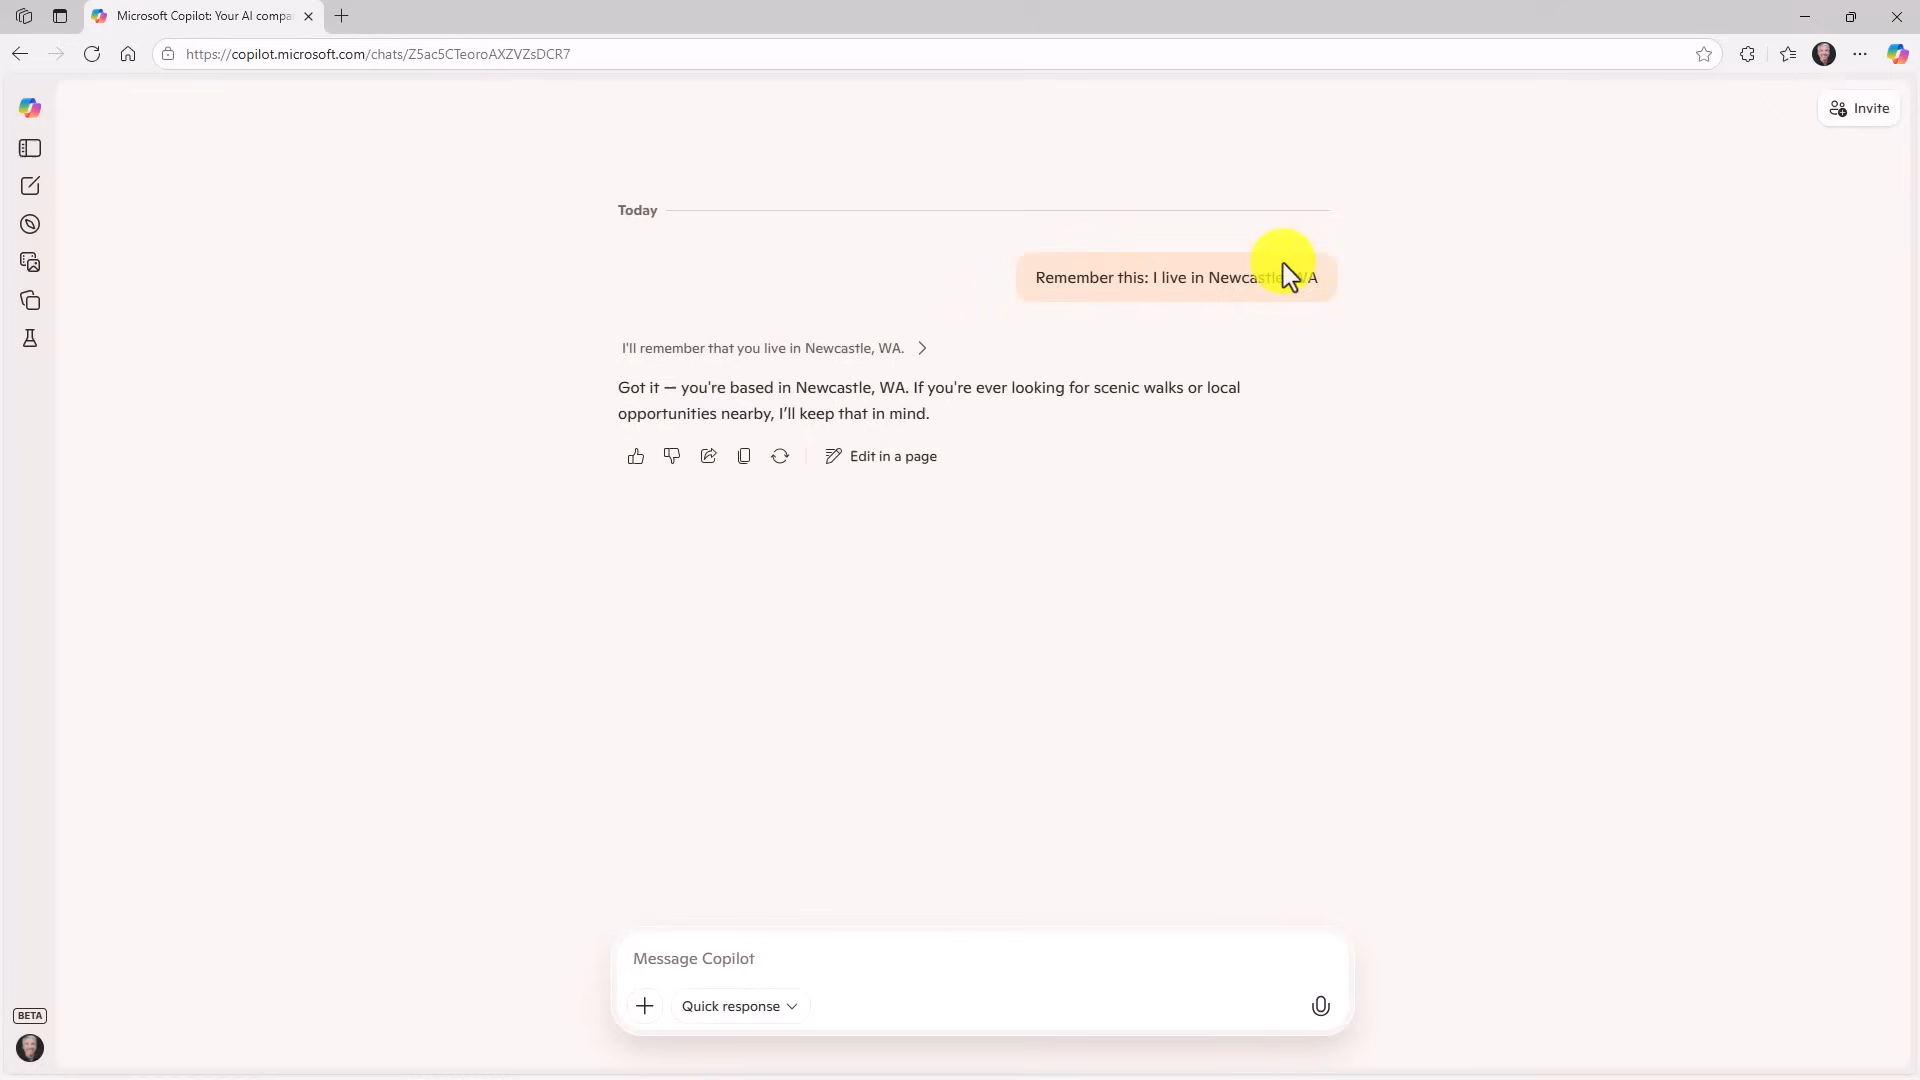 Microsoft Copilot: Your AI compa
https://copilot.microsoft.com/chats/Z5ac5CTeoroAXZVZsDCR7
Invite
Today
Remember this: I live in Newcastle, WA
I'll remember that you live in Newcastle, WA.
Got it — you're based in Newcastle, WA. If you're ever looking for scenic walks or local
opportunities nearby, I'll keep that in mind.
Edit in a page
Message Copilot
Quick response
BETA